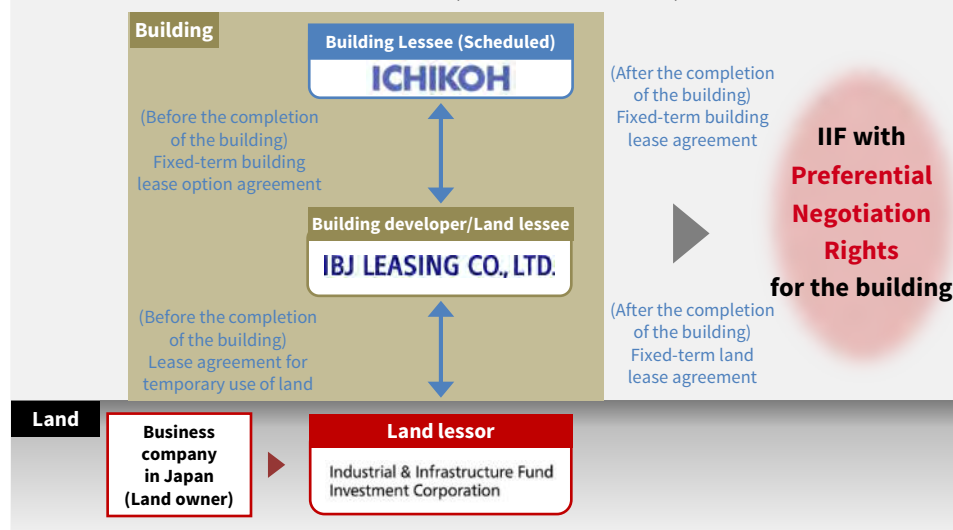 Building
Building Lessee (Scheduled)
ICHIKOH
(Before the completion
of the building)
Fixed-term building
lease option agreement
(After the completion
of the building)
Fixed-term building
lease agreement
Building developer/Land lessee
IBJ LEASING CO., LTD.
IIF with
Preferential
Negotiation
Rights
for the building
(Before the completion
of the building)
Lease agreement for
temporary use of land
(After the completion
of the building)
Fixed-term land
lease agreement
Land
Business
company
in Japan
(Land owner)
Land lessor
Industrial & Infrastructure Fund
Investment Corporation